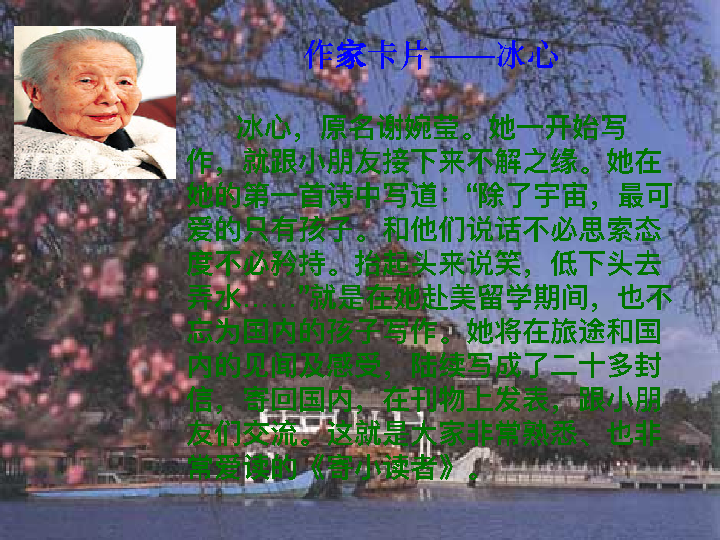 作家卡片——冰心
冰心，原名谢婉莹。她一开始写
作，就跟小朋友接下来不解之缘。她在
她的第一首诗中写道：“除了宇宙，最可
爱的只有孩子。和他们说话不必思索态
度不必矜持。抬起头来说笑，低下头去
弄水……”就是在她赴美留学期间，也不
忘为国内的孩子写作。她将在旅途和国
内的见闻及感受，陆续写成了二十多封
信，寄回国内，在刊物上发表，跟小朋
友们交流。这就是大家非常熟悉、也非
常爱读的《寄小读者》。